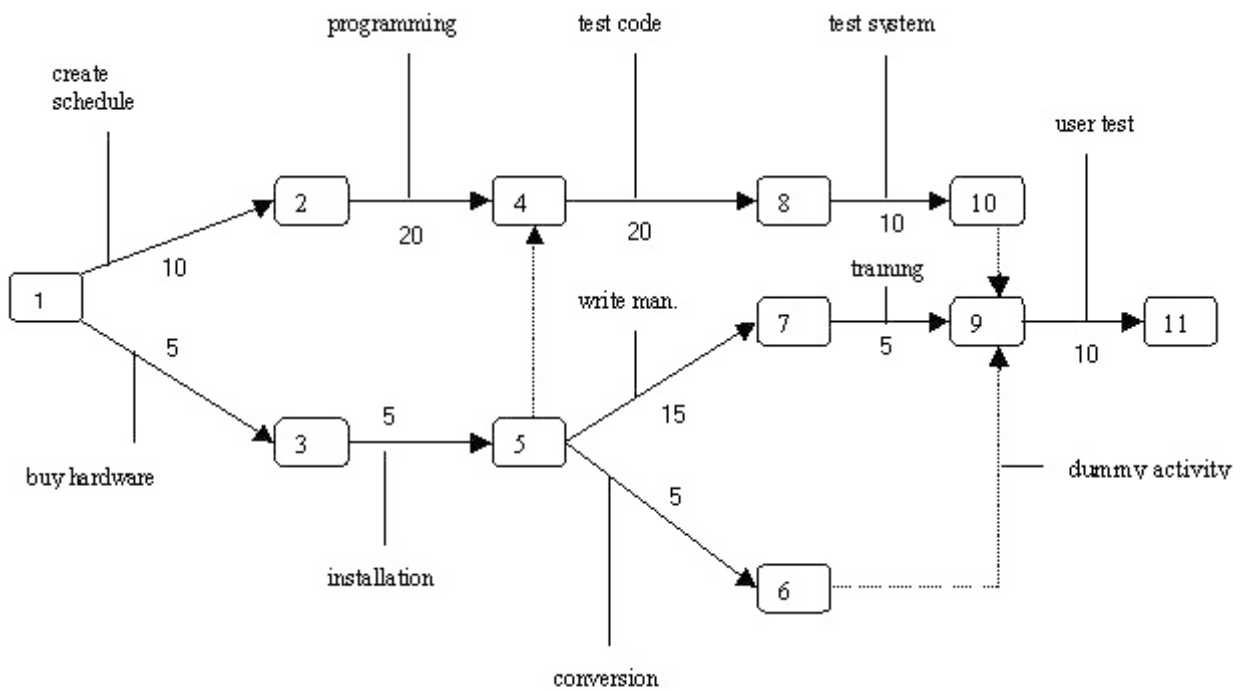 programming
test code
test system
create
schedule
user test
2
4
8
10
10
20
20
10
training
1
write man.
7
9
11
5
5
10
5
15
3
5
buy hardware
5
dummy activity
installation
6
conversion